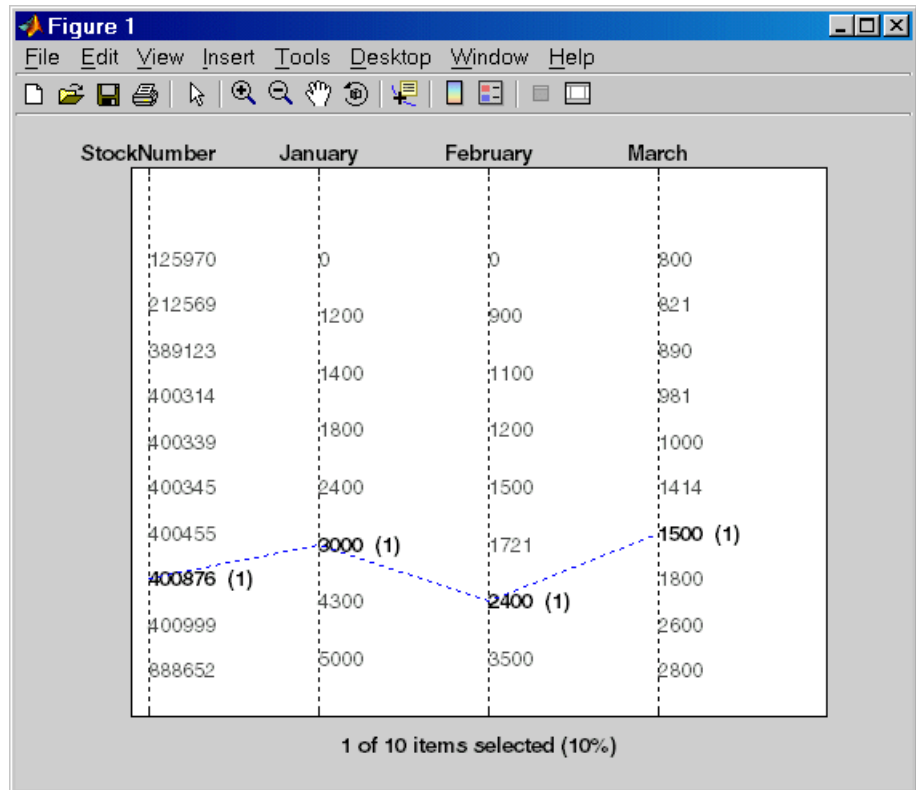 Figure 1
File Edit View Insert Tools Desktop Window Help
StockNumber January February March
125970 0 0 800
212569 1200 900 821
389123 1400 1100 890
400314 1800 1200 981
400339 2400 1500 1000
400345 3000 (1) 1721 1414
400455 4300 2400 (1) 1500 (1)
400876 (1) 5000 3500 1800
400999 2600
888652 2800
1 of 10 items selected (10%)